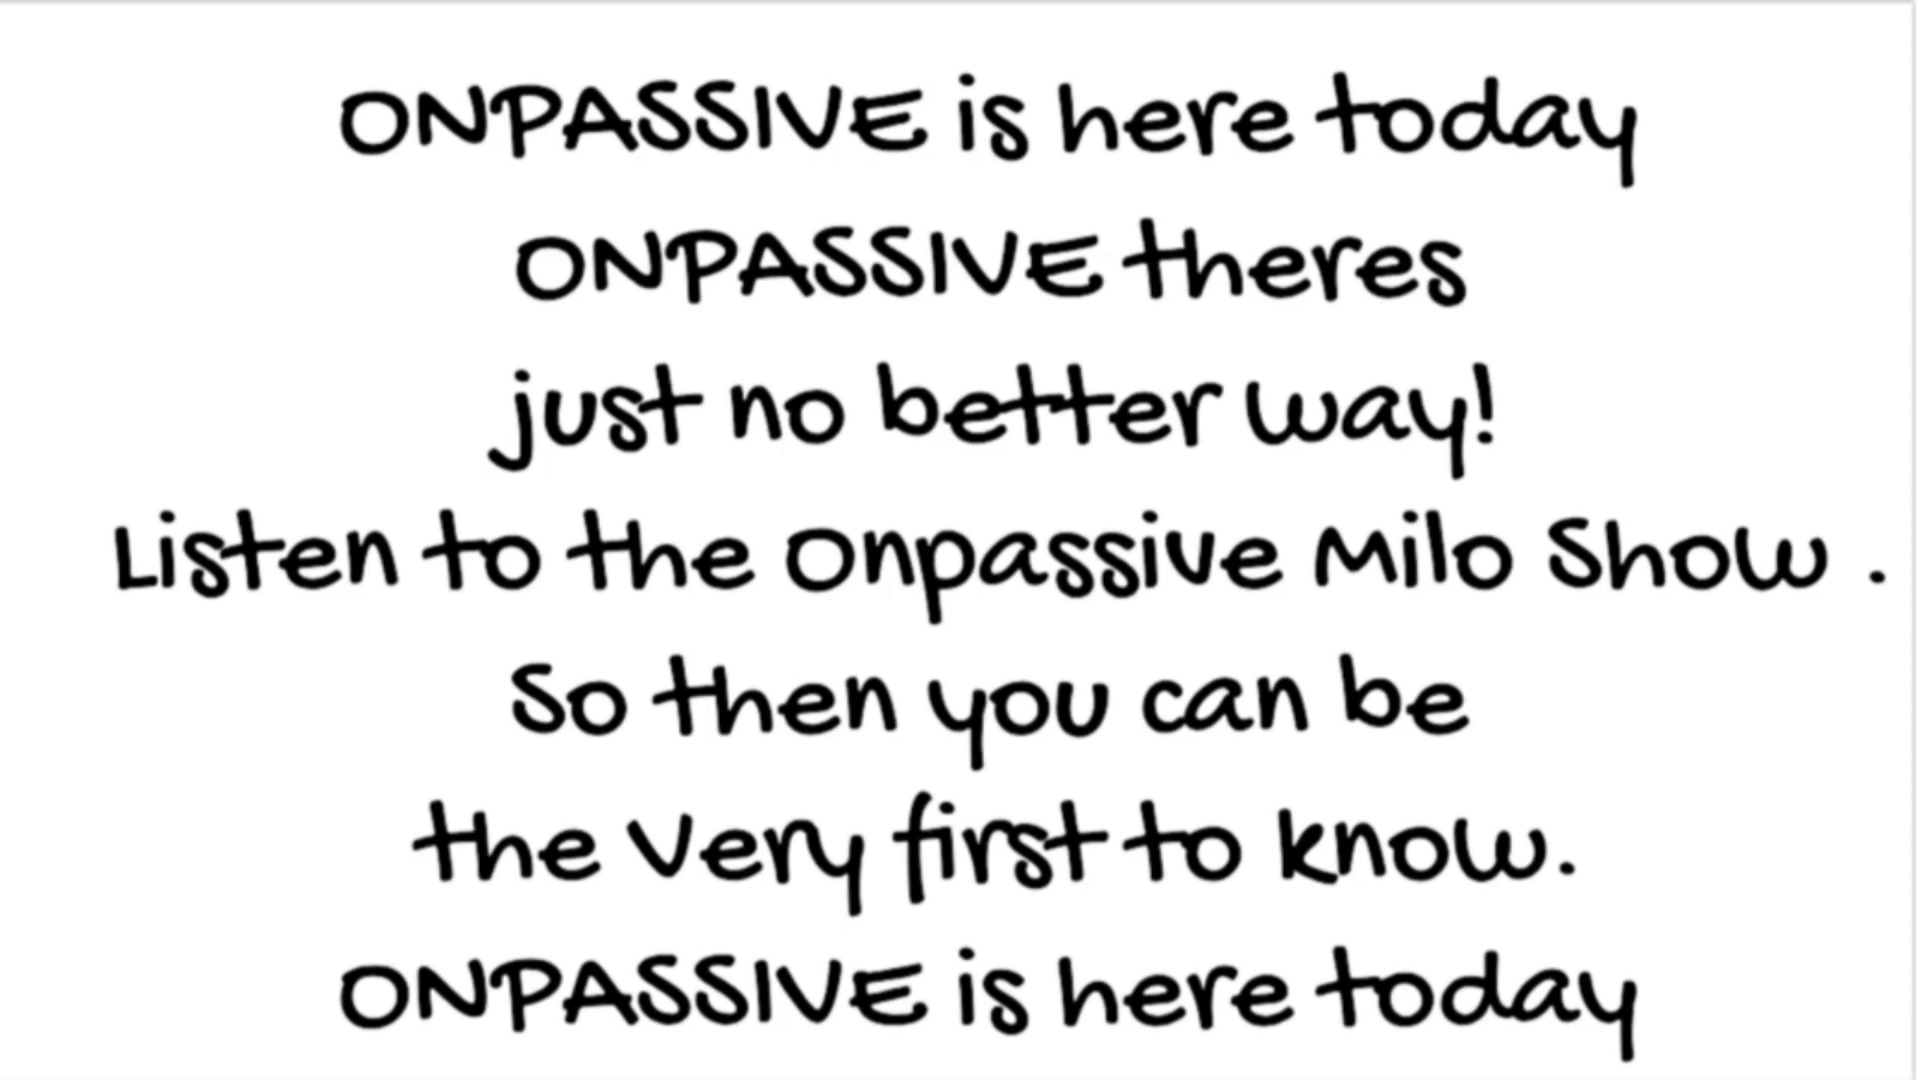 ONPASSIVE is here today
ONPASSIVE theres
just no better way!
Listen to the Onpassive Milo Show .
So then you can be
the very first to know.
ONPASSIVE is here today